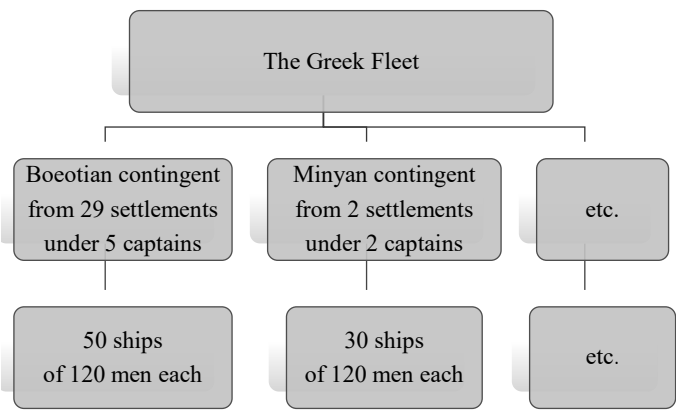 The Greek Fleet
Boeotian contingent
from 29 settlements
under 5 captains
Minyan contingent
from 2 settlements
under 2 captains
etc.
50 ships
of 120 men each
30 ships
of 120 men each
etc.